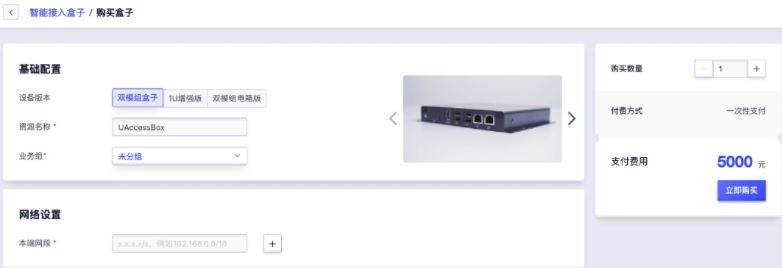 智能接入盒子 / 购买盒子
基础配置
设备版本
双模组盒子 1U增强版 双模组电箱版
资源名称 *
UAccessBox
业务组 *
未分组
网络设置
本端网段 *
x.x.x.x/x，例如192.168.0.0/16
+
购买数量
− 1 +
付费方式
一次性支付
支付费用
5000 元
立即购买